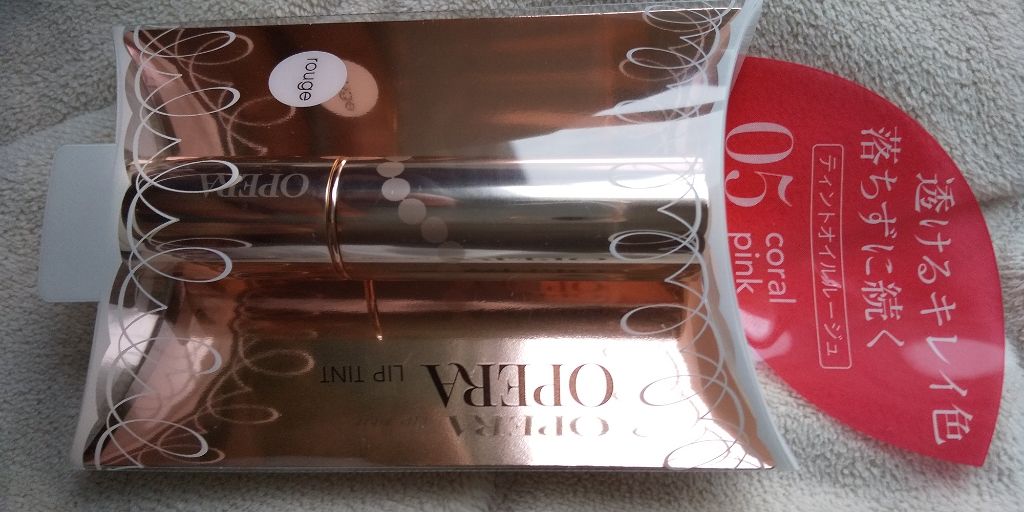 透けるキレイ色
落ちずに続く
ティントオイルルージュ
05
coral
pink
rouge
OPERA
OPERA
LIP TINT